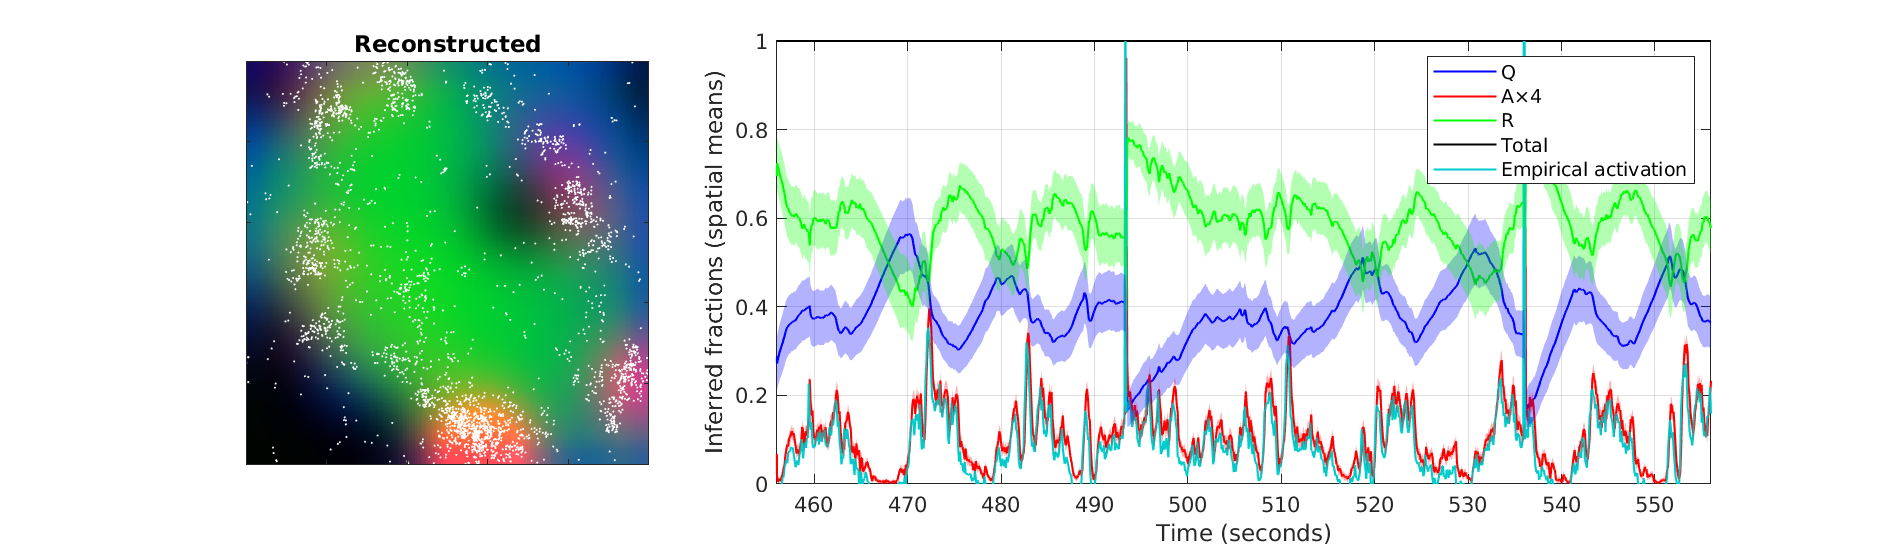 Reconstructed
Inferred fractions (spatial means)
1
0.8
0.6
0.4
0.2
0
Q
A×4
R
Total
Empirical activation
460 470 480 490 500 510 520 530 540 550
Time (seconds)